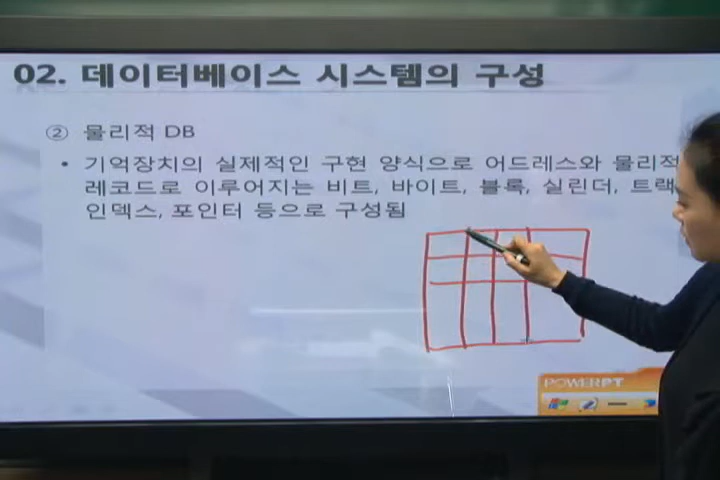 02. 데이터베이스 시스템의 구성
② 물리적 DB
• 기억장치의 실제적인 구현 양식으로 어드레스와 물리적
레코드로 이루어지는 비트, 바이트, 블록, 실린더, 트랙
인덱스, 포인터 등으로 구성됨
POWERPT